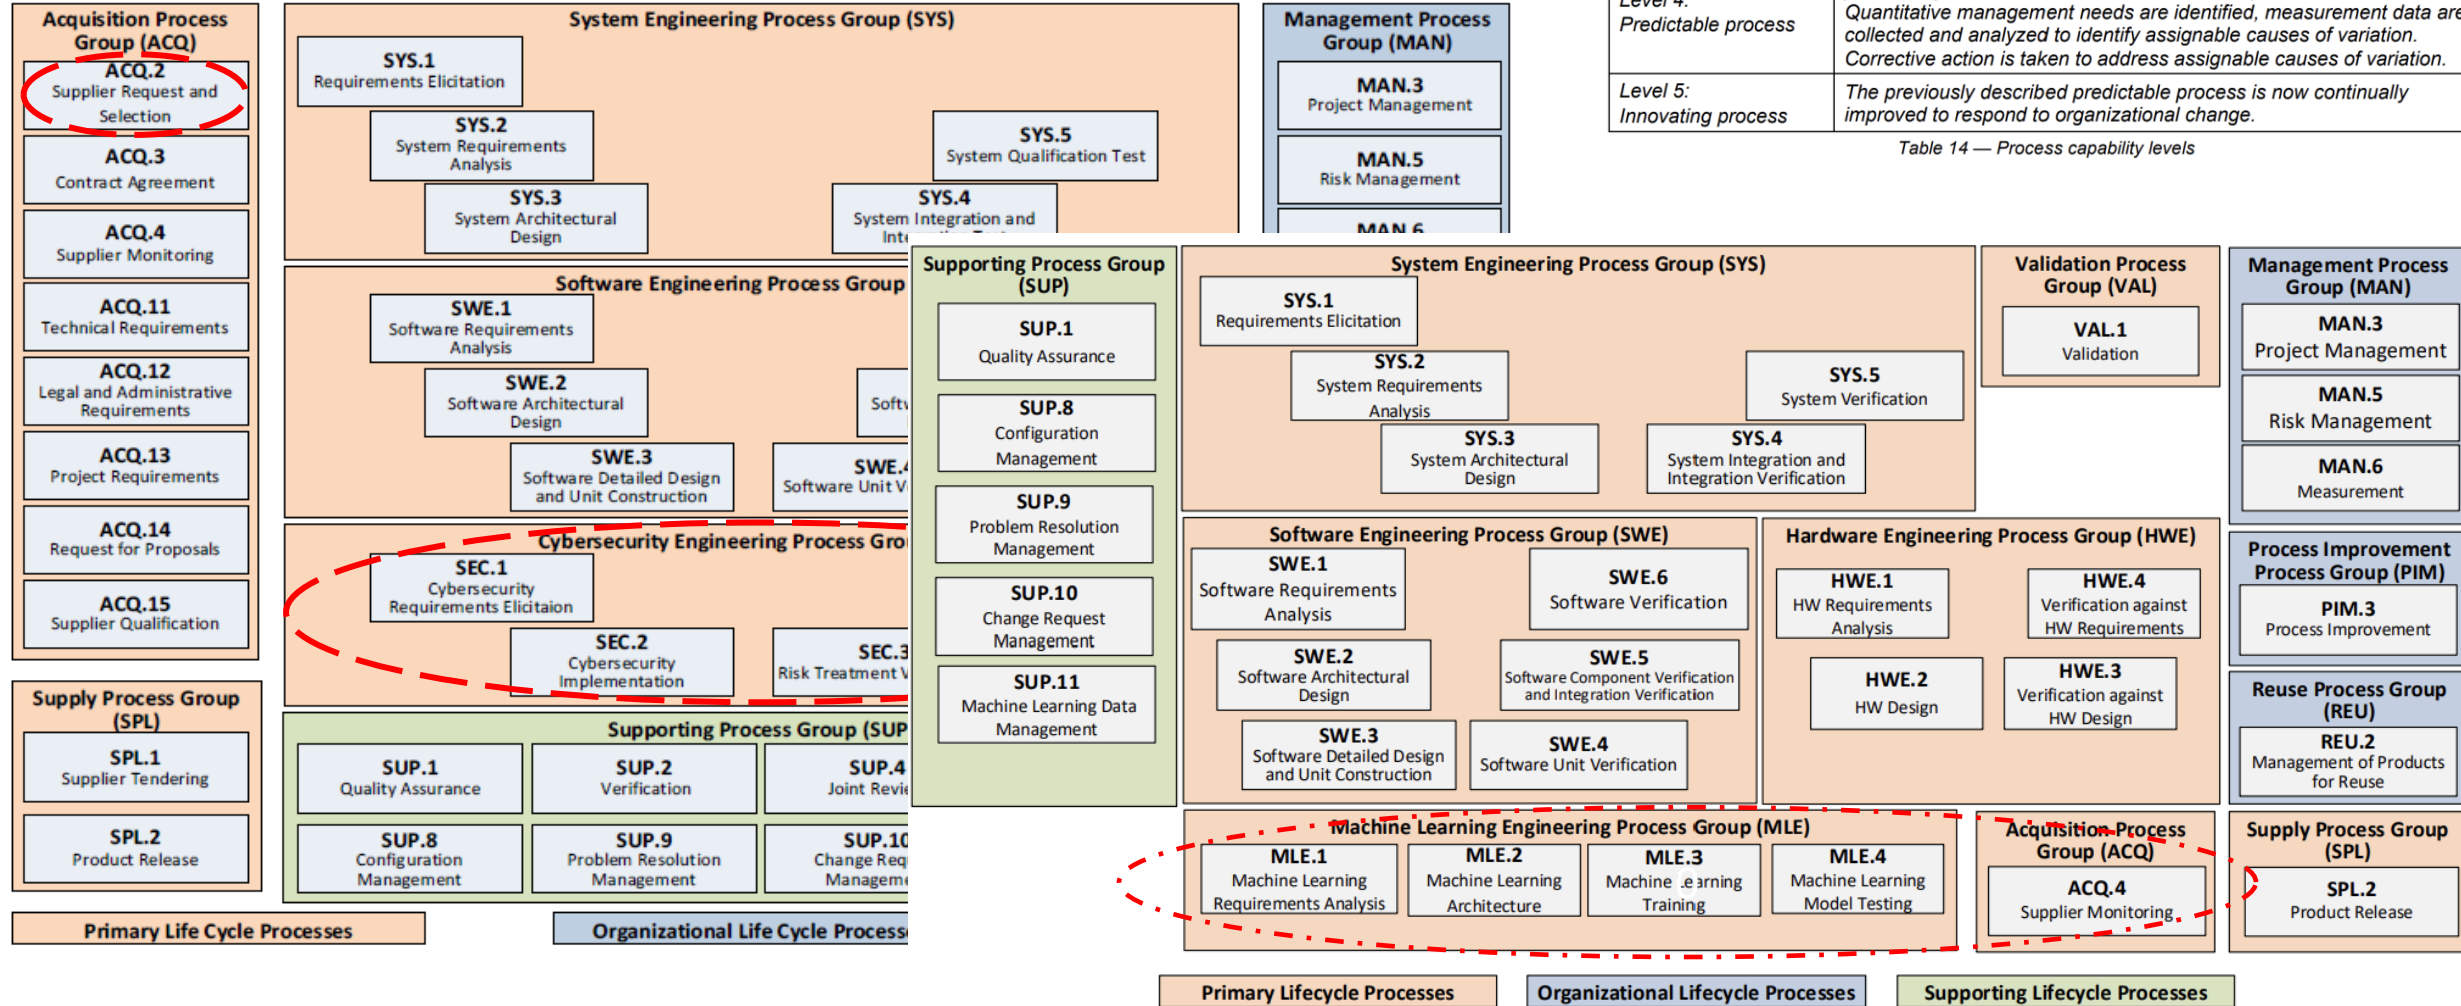 Acquisition Process
Group (ACQ)
ACQ.2
Supplier Request and
Selection
ACQ.3
Contract Agreement
ACQ.4
Supplier Monitoring
ACQ.11
Technical Requirements
ACQ.12
Legal and Administrative
Requirements
ACQ.13
Project Requirements
ACQ.14
Request for Proposals
ACQ.15
Supplier Qualification
Supply Process Group
(SPL)
SPL.1
Supplier Tendering
SPL.2
Product Release
System Engineering Process Group (SYS)
SYS.1
Requirements Elicitation
SYS.2
System Requirements
Analysis
SYS.3
System Architectural
Design
SYS.5
System Qualification Test
SYS.4
System Integration and
Software Engineering Process Group
SWE.1
Software Requirements
Analysis
SWE.2
Software Architectural
Design
SWE.3
Software Detailed Design
and Unit Construction
SWE.4
Software Unit
Cybersecurity Engineering Process
SEC.1
Cybersecurity
Requirements Elicitaion
SEC.2
Cybersecurity
Implementation
SEC.3
Risk Treatment
Supporting Process Group (SUP
SUP.1
Quality Assurance
SUP.2
Verification
SUP.4
Joint
SUP.8
Configuration
Management
SUP.9
Problem Resolution
Management
SUP.10
Change
Primary Life Cycle Processes
Organizational Life Cycle
Management Process
Group (MAN)
MAN.3
Project Management
MAN.5
Risk Management
MAN.6
Level 4:
Predictable process
Quantitative management needs are identified, measurement data are
collected and analyzed to identify assignable causes of variation.
Corrective action is taken to address assignable causes of variation.
Level 5:
Innovating process
The previously described predictable process is now continually
improved to respond to organizational change.
Table 14 — Process capability levels
Supporting Process Group
(SUP)
SUP.1
Quality Assurance
SUP.8
Configuration
Management
SUP.9
Problem Resolution
Management
SUP.10
Change Request
Management
SUP.11
Machine Learning Data
Management
System Engineering Process Group (SYS)
SYS.1
Requirements Elicitation
SYS.2
System Requirements
Analysis
SYS.3
System Architectural
Design
SYS.5
System Verification
SYS.4
System Integration and
Integration Verification
Validation Process
Group (VAL)
VAL.1
Validation
Management Process
Group (MAN)
MAN.3
Project Management
MAN.5
Risk Management
MAN.6
Measurement
Software Engineering Process Group (SWE)
SWE.1
Software Requirements
Analysis
SWE.2
Software Architectural
Design
SWE.3
Software Detailed Design
and Unit Construction
SWE.6
Software Verification
SWE.5
Software Component Verification
and Integration Verification
SWE.4
Software Unit Verification
Hardware Engineering Process Group (HWE)
HWE.1
HW Requirements
Analysis
HWE.2
HW Design
HWE.4
Verification against
HW Requirements
HWE.3
Verification against
HW Design
Process Improvement
Process Group (PIM)
PIM.3
Process Improvement
Reuse Process Group
(REU)
REU.2
Management of Products
for Reuse
Machine Learning Engineering Process Group (MLE)
MLE.1
Machine Learning
Requirements Analysis
MLE.2
Machine Learning
Architecture
MLE.3
Machine Learning
Training
MLE.4
Machine Learning
Model Testing
Acquisition Process
Group (ACQ)
ACQ.4
Supplier Monitoring
Supply Process Group
(SPL)
SPL.2
Product Release
Primary Lifecycle Processes
Organizational Lifecycle Processes
Supporting Lifecycle Processes